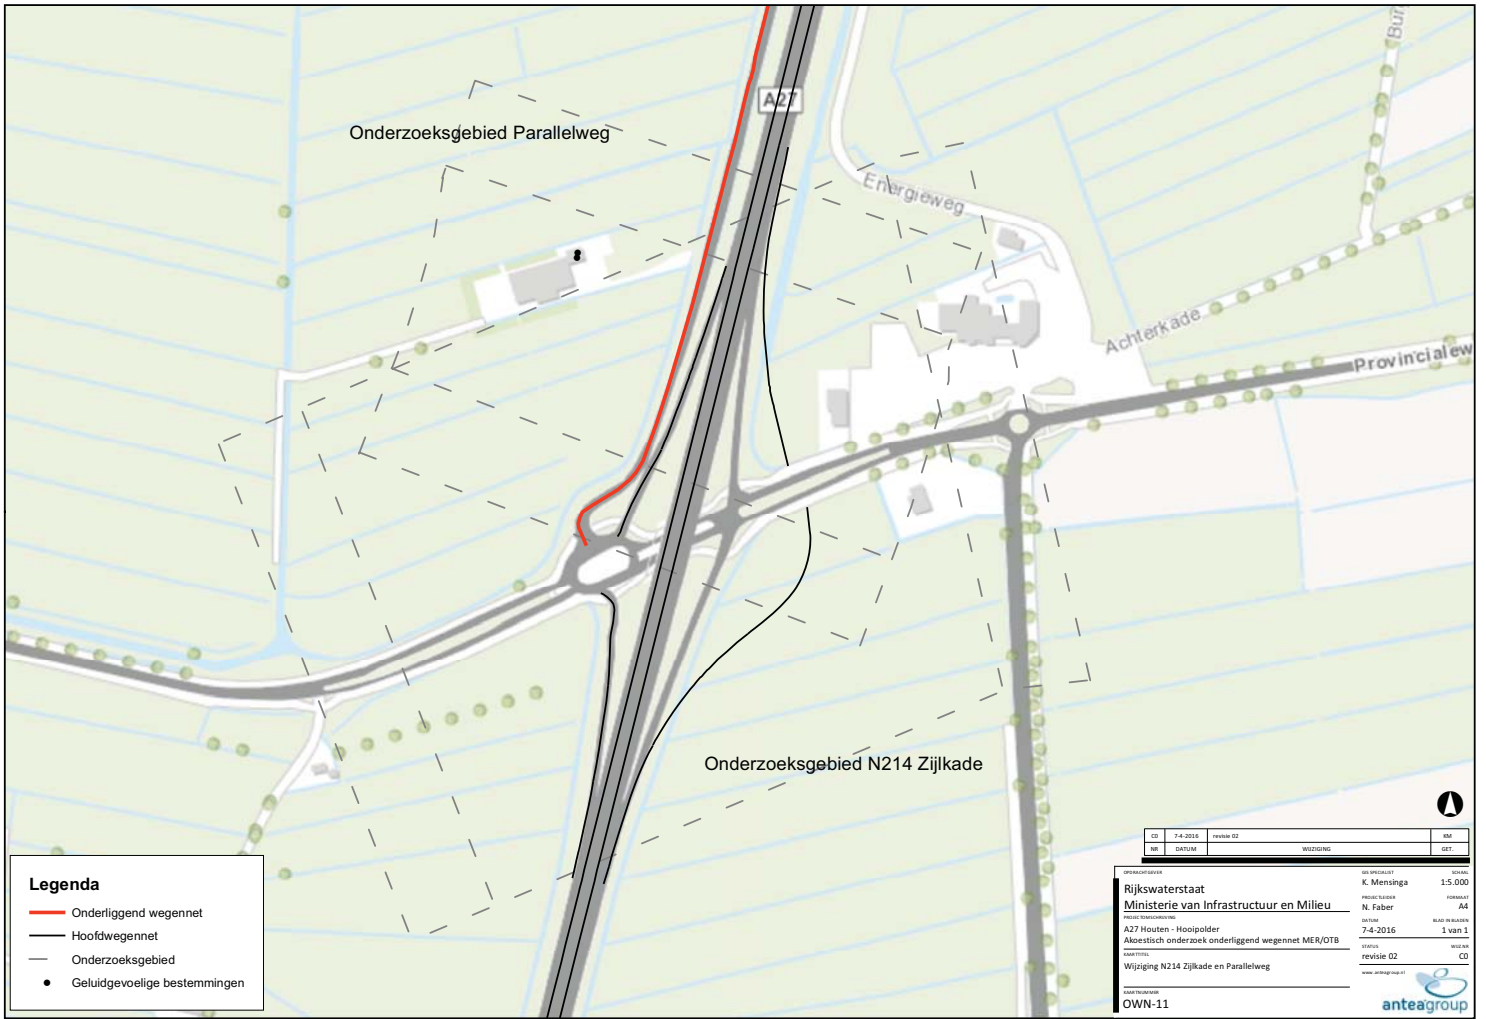 A27
Bur
Onderzoeksgebied Parallelweg
Energieweg
Achterkade
Provincialew
Onderzoeksgebied N214 Zijlkade
Legenda
Onderliggend wegennet
Hoofdwegennet
Onderzoeksgebied
Geluidgevoelige bestemmingen
C0 7-4-2016 revisie 02 KM
NR DATUM WIJZIGING GET.
OPDRACHTGEVER
Rijkswaterstaat
Ministerie van Infrastructuur en Milieu
PROJECTOMSCHRIJVING
A27 Houten - Hooipolder
Akoestisch onderzoek onderliggend wegennet MER/OTB
KAARTTITEL
Wijziging N214 Zijlkade en Parallelweg
KAARTNUMMER
OWN-11
GIS SPECIALIST SCHAAL
K. Mensinga 1:5.000
PROJECTLEIDER FORMAAT
N. Faber A4
DATUM BLAD IN BLADEN
7-4-2016 1 van 1
STATUS WIJZ.NR
revisie 02 C0
www.anteagroup.nl
anteagroup